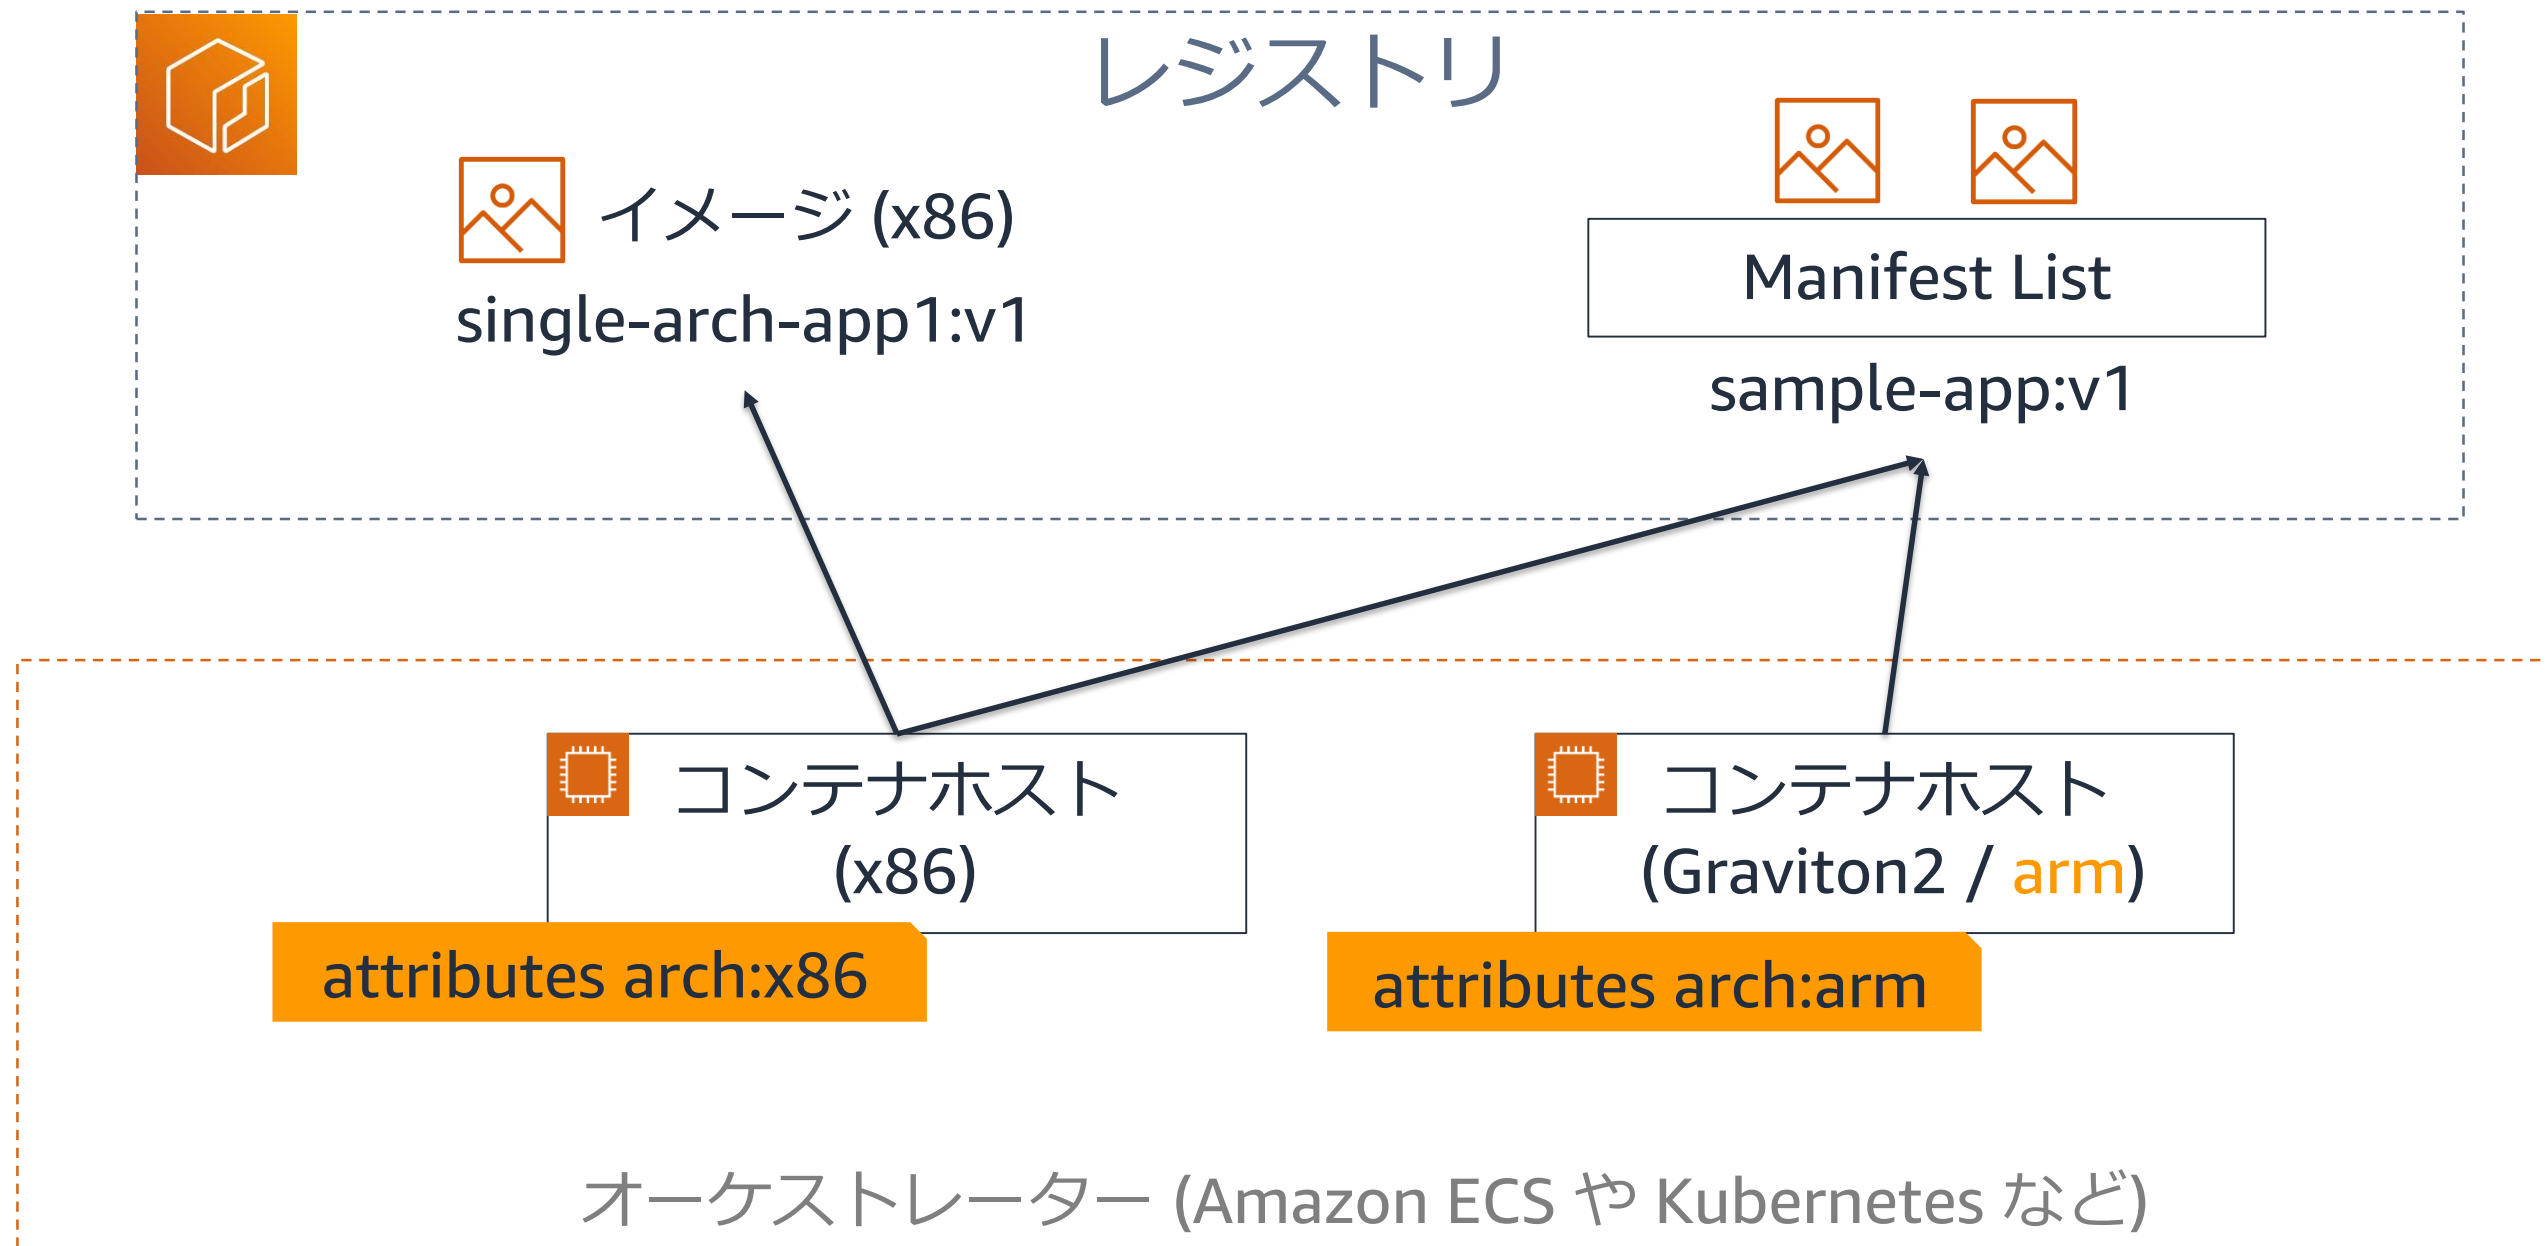 レジストリ
イメージ (x86)
single-arch-app1:v1
Manifest List
sample-app:v1
コンテナホスト
(x86)
attributes arch:x86
コンテナホスト
(Graviton2 / arm)
attributes arch:arm
オーケストレーター (Amazon ECS や Kubernetes など)